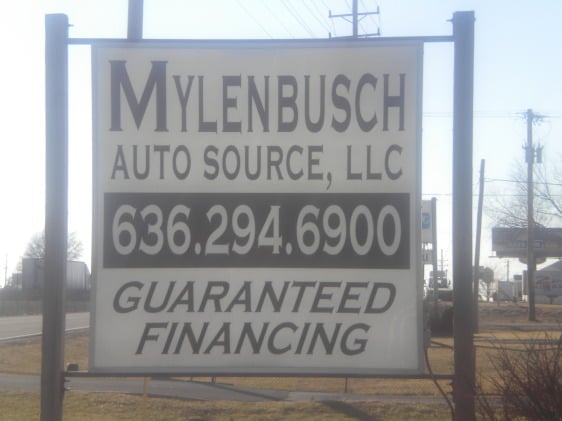 MYLENBUSCH
AUTO SOURCE, LLC
636.294.6900
GUARANTEED
FINANCING